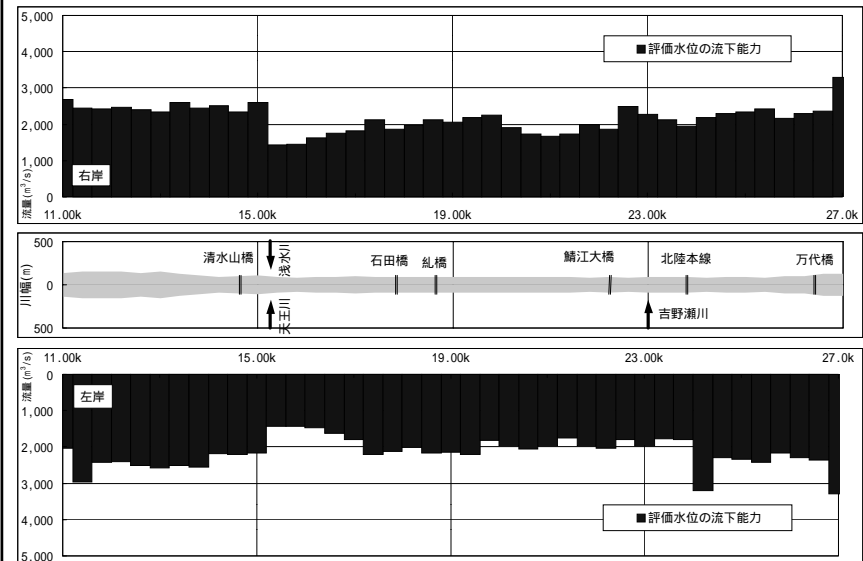 5,000
4,000
3,000
2,000
1,000
0
流量(m³/s)
■評価水位の流下能力
右岸
11.00k 15.00k 19.00k 23.00k 27.0k
500
0
500
川幅(m)
清水山橋
浅水川
天王川
石田橋
糺橋
鯖江大橋
北陸本線
吉野瀬川
万代橋
11.00k 15.00k 19.00k 23.00k 27.0k
流量(m³/s)
0
1,000
2,000
3,000
4,000
5,000
左岸
■評価水位の流下能力